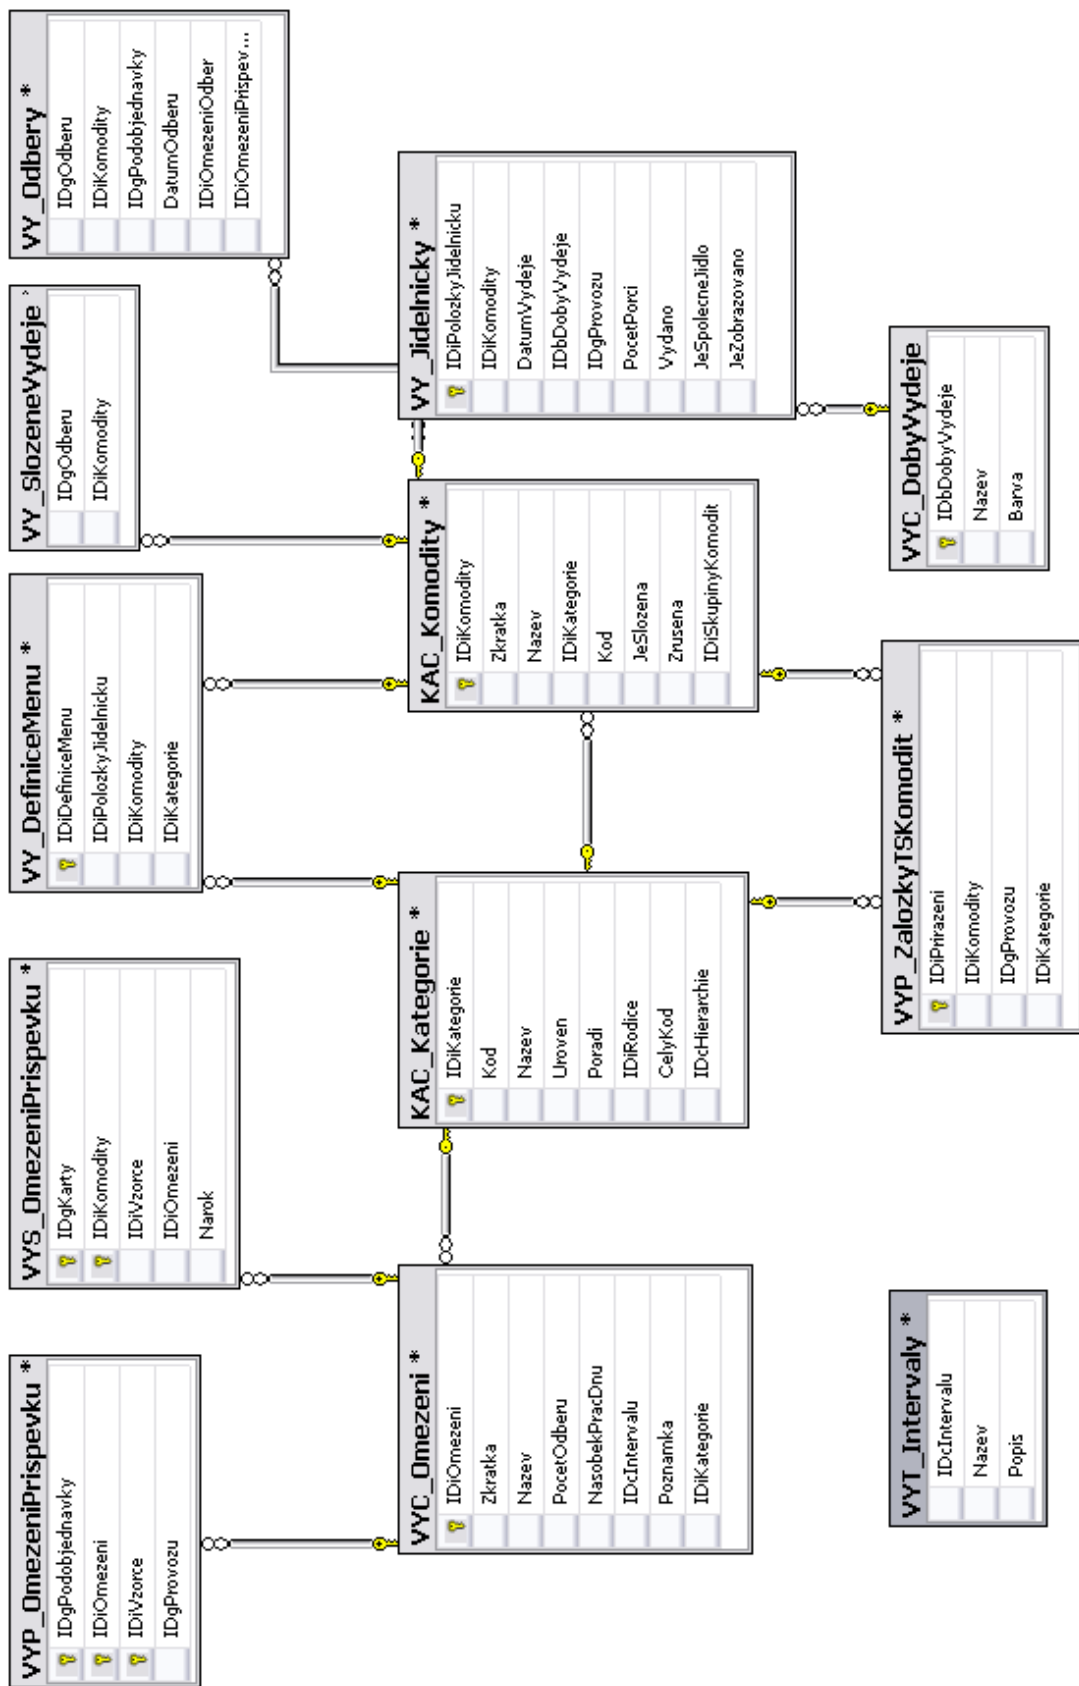 VYP_OmezeniPrispevku *
IDgPodobjednavky
IDiOmezeni
IDiVzorce
IDgProvozu
VYS_OmezeniPrispevku *
IDgKarty
IDiKomodity
IDiVzorce
IDiOmezeni
Narok
VY_DefiniceMenu *
IDiDefiniceMenu
IDiPolozkyJidelnicku
IDiKomodity
IDiKategorie
VY_SlozeneVydeje *
IDgOdberu
IDiKomodity
VY_Odbery *
IDgOdberu
IDiKomodity
IDgPodobjednavky
DatumOdberu
IDiOmezeniOdber
IDiOmezeniPrispev...
VYC_Omezeni *
IDiOmezeni
Zkratka
Nazev
PocetOdberu
NasobekPracDnu
IDcIntervalu
Poznamka
IDiKategorie
KAC_Kategorie *
IDiKategorie
Kod
Nazev
Uroven
Poradi
IDiRodice
CelyKod
IDcHierarchie
KAC_Komodity *
IDiKomodity
Zkratka
Nazev
IDiKategorie
Kod
JeSlozena
Zrusena
IDiSkupinyKomodit
VY_Jidelnicky *
IDiPolozkyJidelnicku
IDiKomodity
DatumVydeje
IDbDobyVydeje
IDgProvozu
PocetPorci
Vydano
JeSpolecneJidlo
JeZobrazovano
VYT_Intervaly *
IDcIntervalu
Nazev
Popis
VYP_ZalozkyTSKomodit *
IDiPrirazeni
IDiKomodity
IDgProvozu
IDiKategorie
VYC_DobyVydeje
IDbDobyVydeje
Nazev
Barva